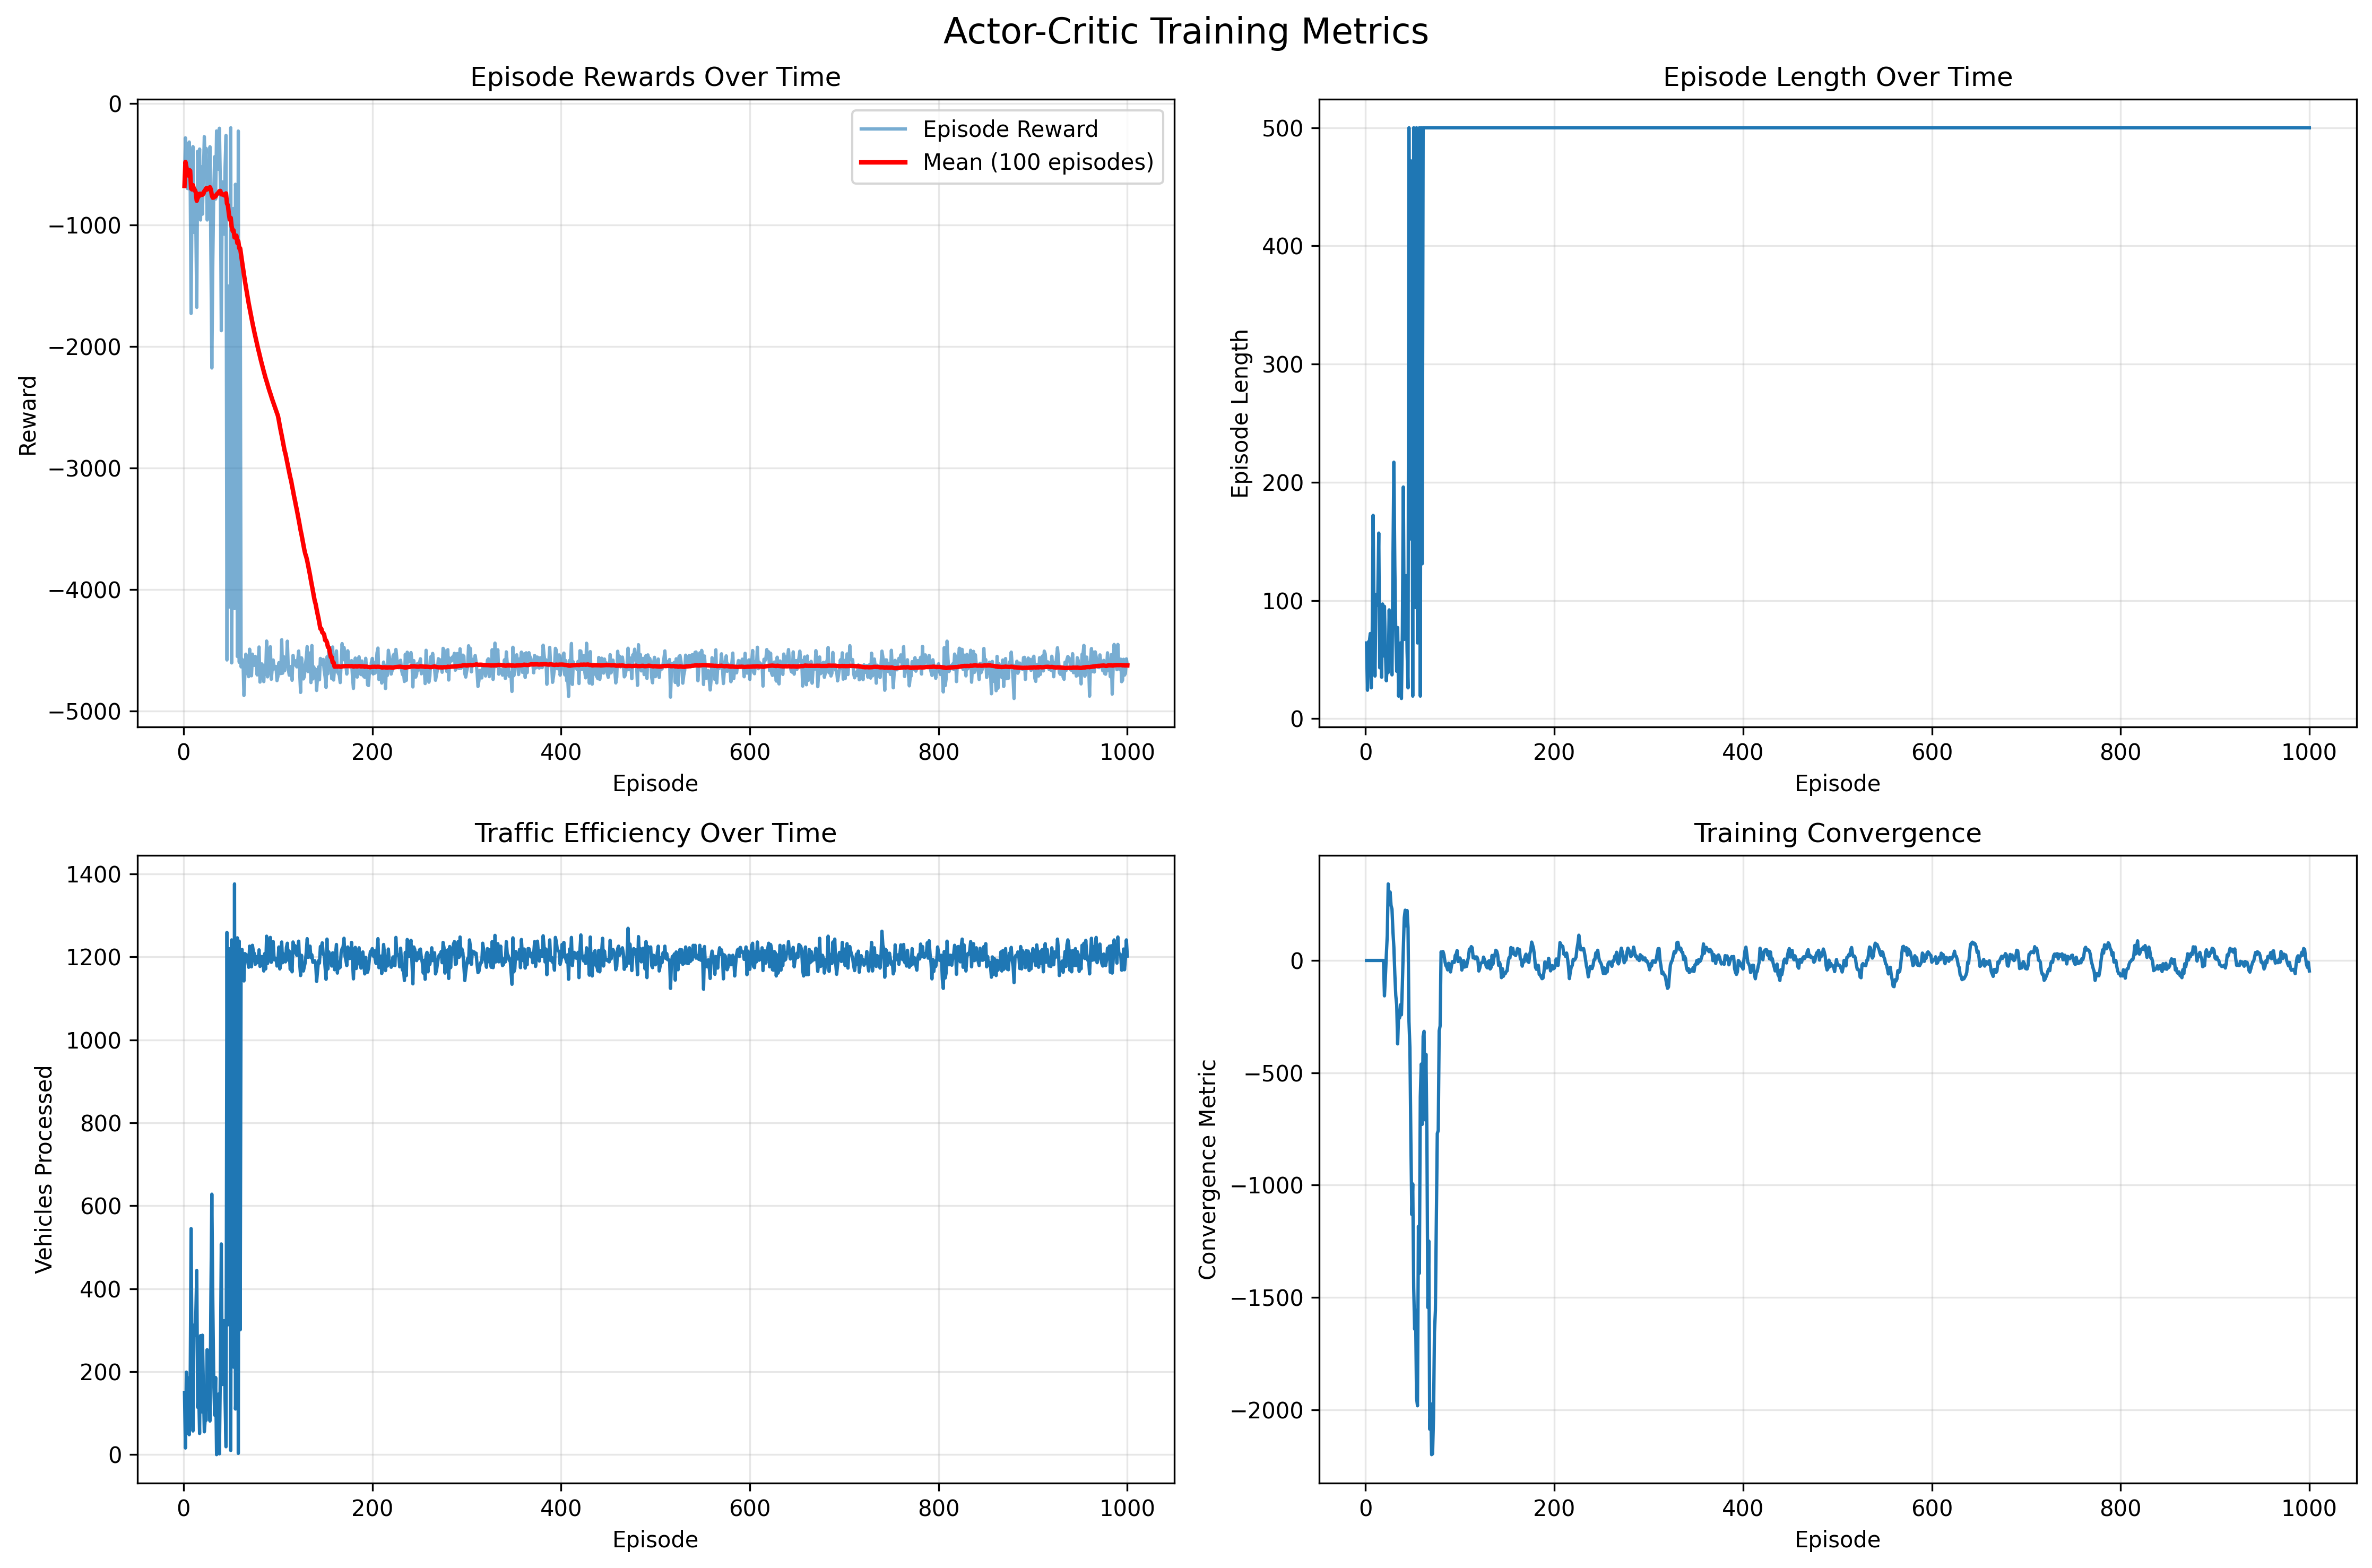 Actor-Critic Training Metrics
Episode Rewards Over Time
0
−1000
−2000
−3000
−4000
−5000
Reward
Episode Reward
Mean (100 episodes)
0 200 400 600 800 1000
Episode
Episode Length Over Time
500
400
300
200
100
0
Episode Length
0 200 400 600 800 1000
Episode
Traffic Efficiency Over Time
1400
1200
1000
800
600
400
200
0
Vehicles Processed
0 200 400 600 800 1000
Episode
Training Convergence
0
−500
−1000
−1500
−2000
Convergence Metric
0 200 400 600 800 1000
Episode